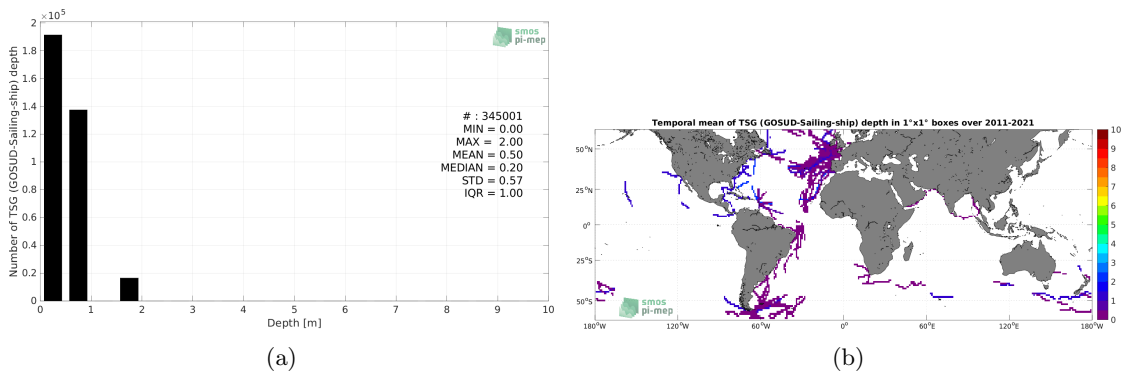 ×10⁵
2
1.8
1.6
1.4
1.2
1
0.8
0.6
0.4
0.2
0
Number of TSG (GOSUD-Sailing-ship) depth
smos
pi-mep
# : 345001
MIN = 0.00
MAX = 2.00
MEAN = 0.50
MEDIAN = 0.20
STD = 0.57
IQR = 1.00
0 1 2 3 4 5 6 7 8 9 10
Depth [m]
(a)
Temporal mean of TSG (GOSUD-Sailing-ship) depth in 1°x1° boxes over 2011-2021
50°N
25°N
0°
25°S
50°S
smos
pi-mep
180°W 120°W 60°W 0° 60°E 120°E 180°W
10
9
8
7
6
5
4
3
2
1
0
(b)